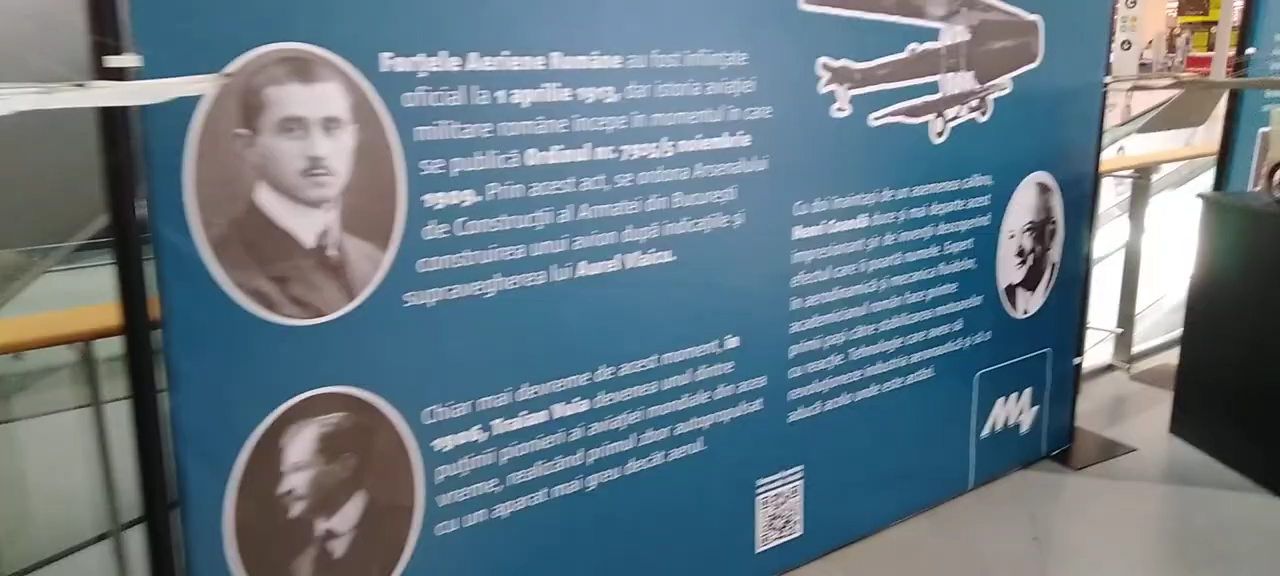 Forțele Aeriene Române au fost înființate
oficial la 1 aprilie 1913, dar istoria aviației
militare române începe în momentul în care
se publică Ordinul nr. noiembrie
1909. Prin acest act, se ordona Arsenalului
de Construcții al Armatei din București
construirea unui avion după indicațiile și
supravegherea lui Aurel Vlaicu.
Chiar mai devreme de acest moment, în
1906, Traian Vuia devenea unul dintre
puținii pionieri ai aviației mondiale din acea
vreme, realizând primul zbor autopropulsat
cu un aparat mai greu decât aerul.
Cu doi înaintași de un asemenea calibru,
Henri Coandă duce și mai departe acest
impresionant șir de invenții descoperind
efectul care îi poartă numele. Expert
în aerodinamică și mecanica fluidelor,
academicianul român face printre
primii pași către stabilizarea motoarelor
cu reacție. Tehnologie care avea să
revoluționeze industria aeronautică și să o
aducă acolo unde este astăzi.